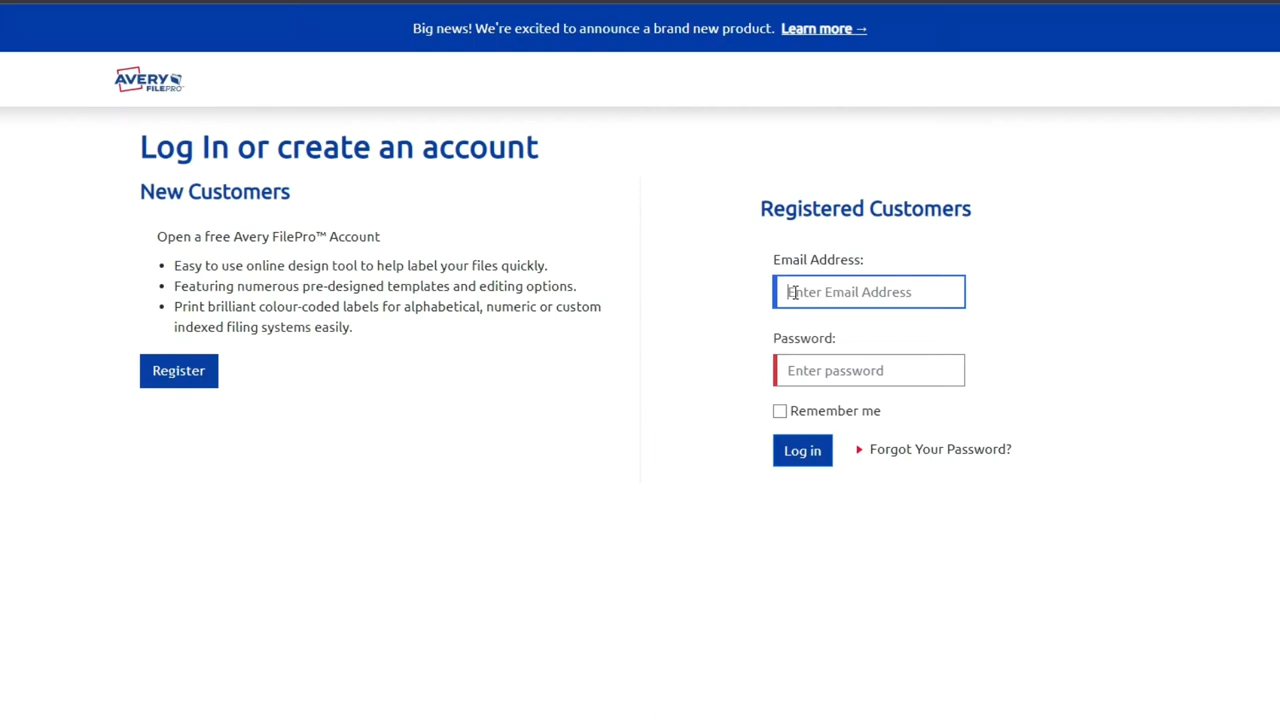 Big news! We're excited to announce a brand new product. Learn more →
AVERY
FILEPRO
Log In or create an account
New Customers
Open a free Avery FilePro™ Account
• Easy to use online design tool to help label your files quickly.
• Featuring numerous pre-designed templates and editing options.
• Print brilliant colour-coded labels for alphabetical, numeric or custom
indexed filing systems easily.
Register
Registered Customers
Email Address:
Enter Email Address
Password:
Enter password
Remember me
Log in
Forgot Your Password?